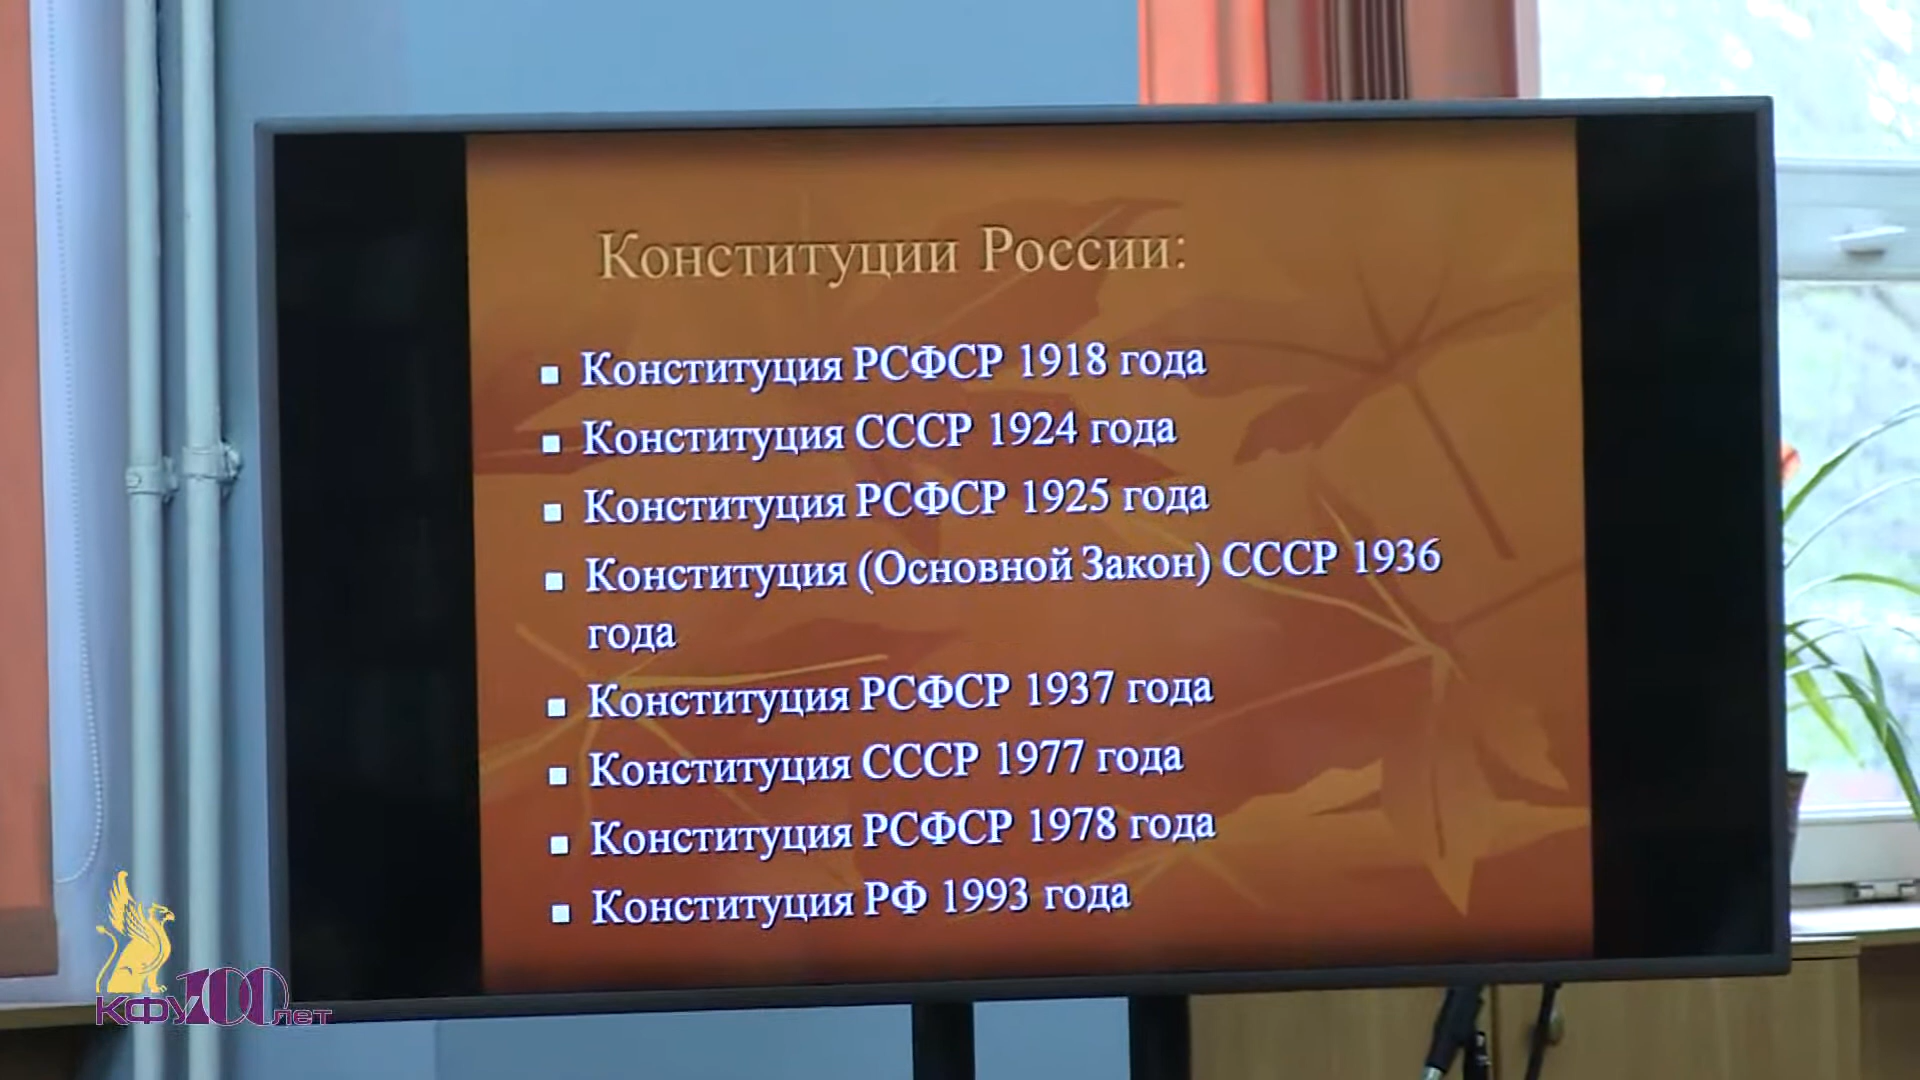 Конституции России:
Конституция РСФСР 1918 года
Конституция СССР 1924 года
Конституция РСФСР 1925 года
Конституция (Основной Закон) СССР 1936
года
Конституция РСФСР 1937 года
Конституция СССР 1977 года
Конституция РСФСР 1978 года
Конституция РФ 1993 года
КФУ 100 лет